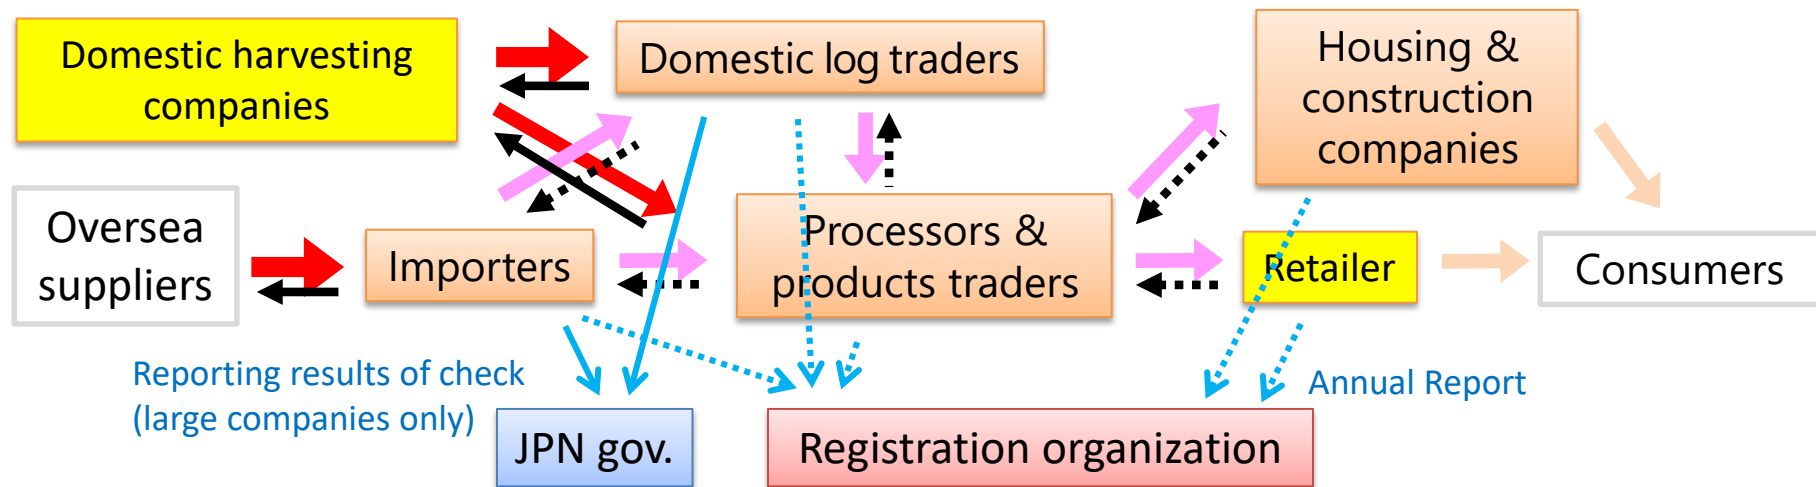 Domestic harvesting
companies
Domestic log traders
Housing &
construction
companies
Oversea
suppliers
Importers
Processors &
products traders
Retailer
Consumers
Reporting results of check
(large companies only)
Annual Report
JPN gov.
Registration organization